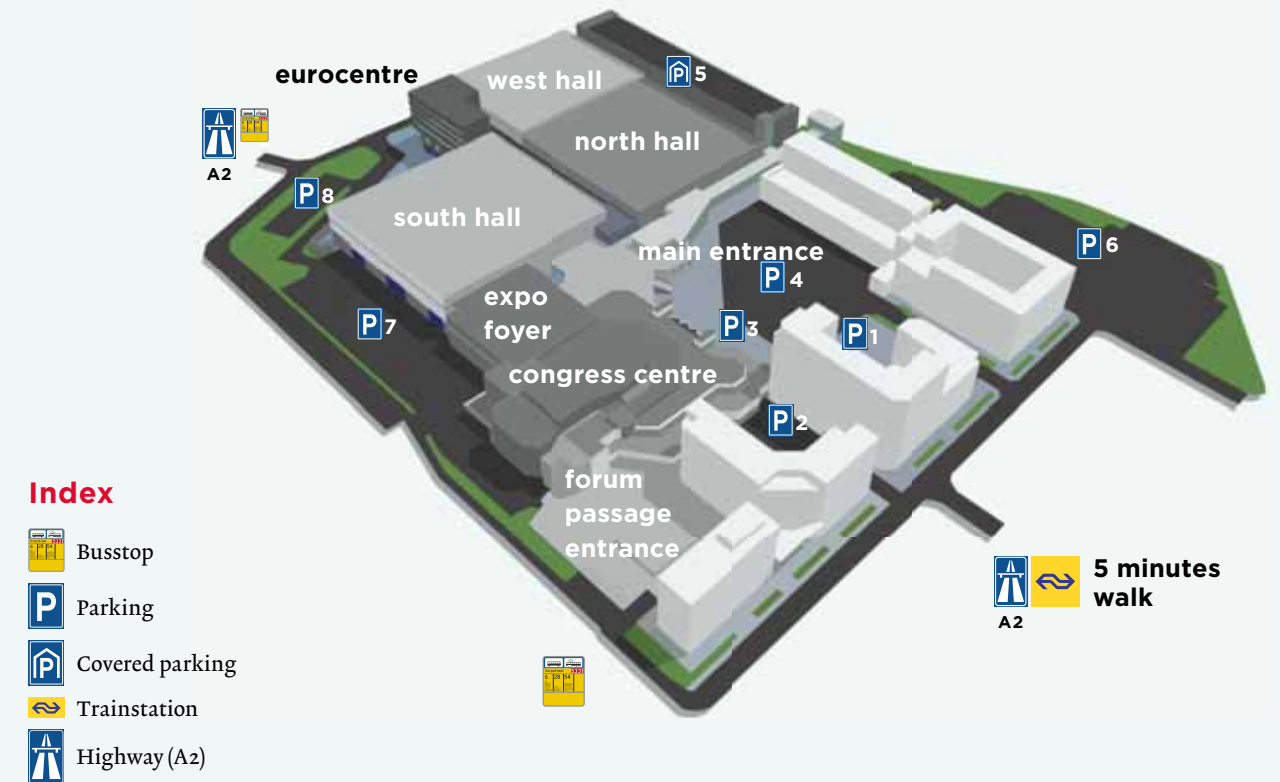 eurocentre
west hall
P 5
north hall
A2
P 8
south hall
main entrance
P 6
P 4
expo
foyer
P 7
P 3
P 1
congress centre
P 2
forum
passage
entrance
Index
Busstop
P Parking
P Covered parking
Trainstation
Highway (A2)
5 minutes
walk
A2